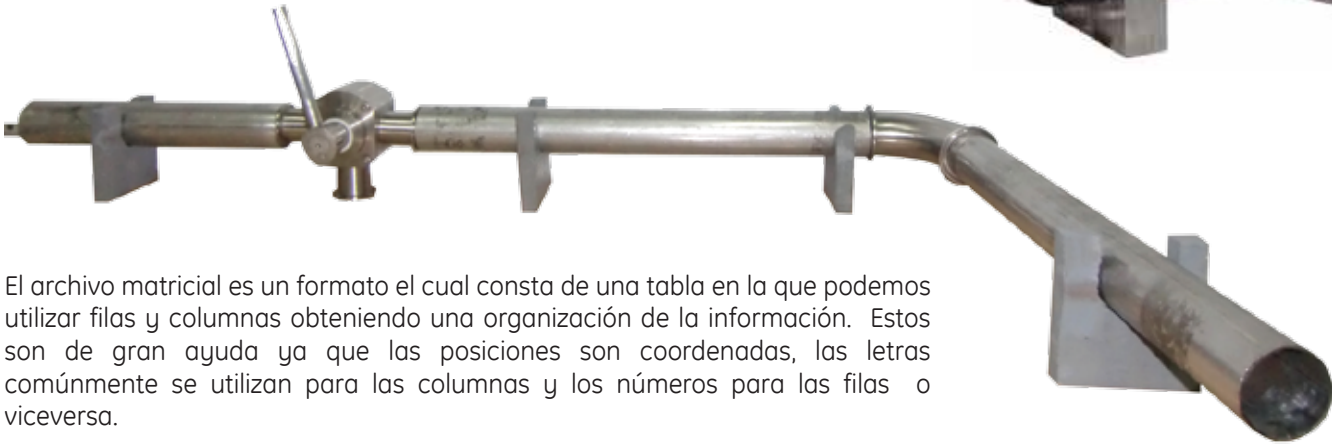 El archivo matricial es un formato el cual consta de una tabla en la que podemos
utilizar filas y columnas obteniendo una organización de la información. Estos
son de gran ayuda ya que las posiciones son coordenadas, las letras
comúnmente se utilizan para las columnas y los números para las filas o
viceversa.